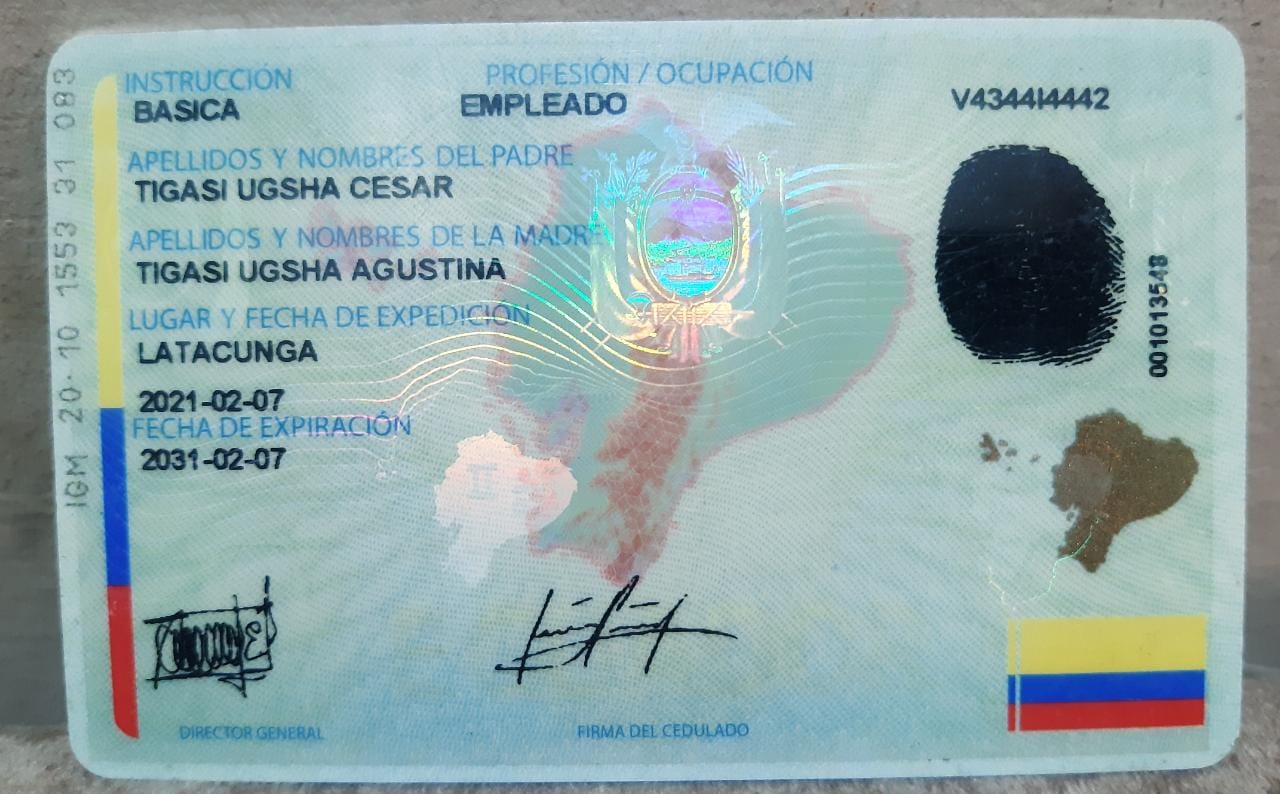 INSTRUCCIÓN
BASICA
PROFESIÓN / OCUPACIÓN
EMPLEADO
V4344I4442
APELLIDOS Y NOMBRES DEL PADRE
TIGASI UGSHA CESAR
APELLIDOS Y NOMBRES DE LA MADRE
TIGASI UGSHA AGUSTINA
LUGAR Y FECHA DE EXPEDICIÓN
LATACUNGA
2021-02-07
FECHA DE EXPIRACIÓN
2031-02-07
IGM 20 10 1553 31 083
001013548
DIRECTOR GENERAL
FIRMA DEL CEDULADO